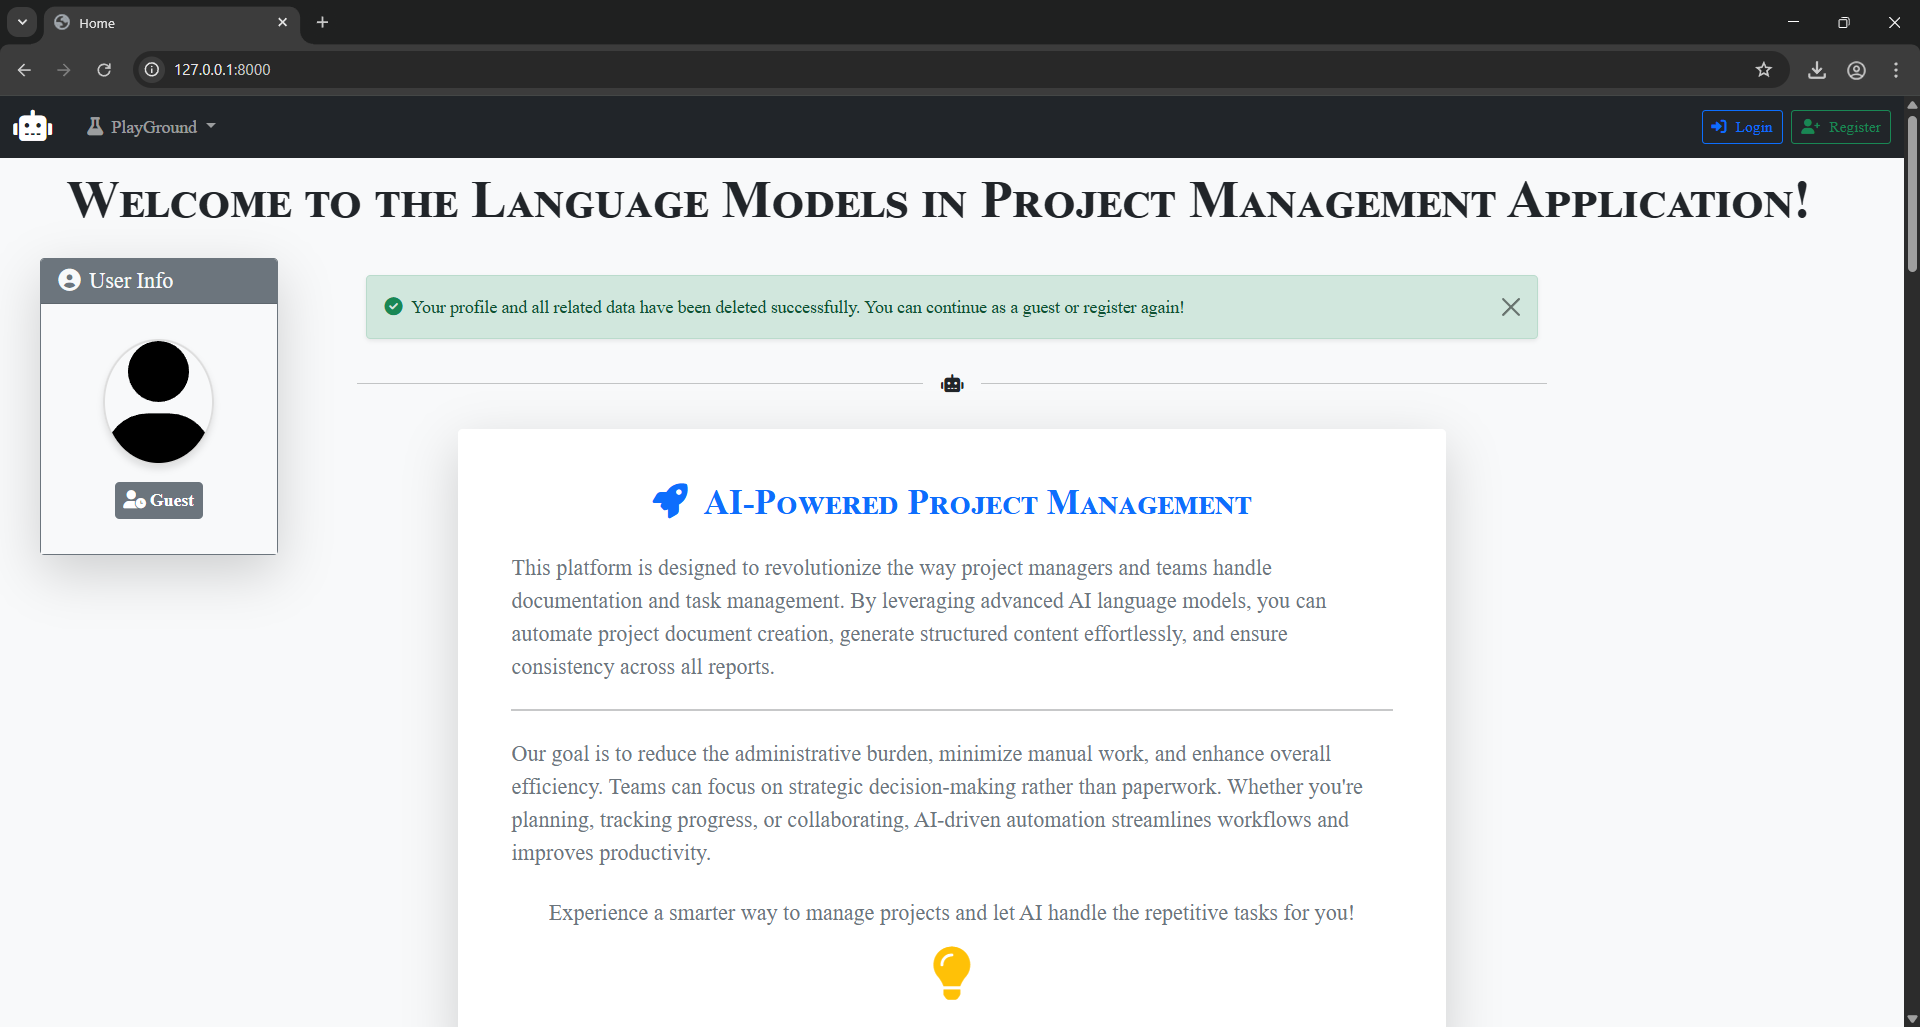 Home
127.0.0.1:8000
PlayGround
Login
Register
Welcome to the Language Models in Project Management Application!
User Info
Guest
Your profile and all related data have been deleted successfully. You can continue as a guest or register again!
AI-Powered Project Management
This platform is designed to revolutionize the way project managers and teams handle
documentation and task management. By leveraging advanced AI language models, you can
automate project document creation, generate structured content effortlessly, and ensure
consistency across all reports.
Our goal is to reduce the administrative burden, minimize manual work, and enhance overall
efficiency. Teams can focus on strategic decision-making rather than paperwork. Whether you're
planning, tracking progress, or collaborating, AI-driven automation streamlines workflows and
improves productivity.
Experience a smarter way to manage projects and let AI handle the repetitive tasks for you!